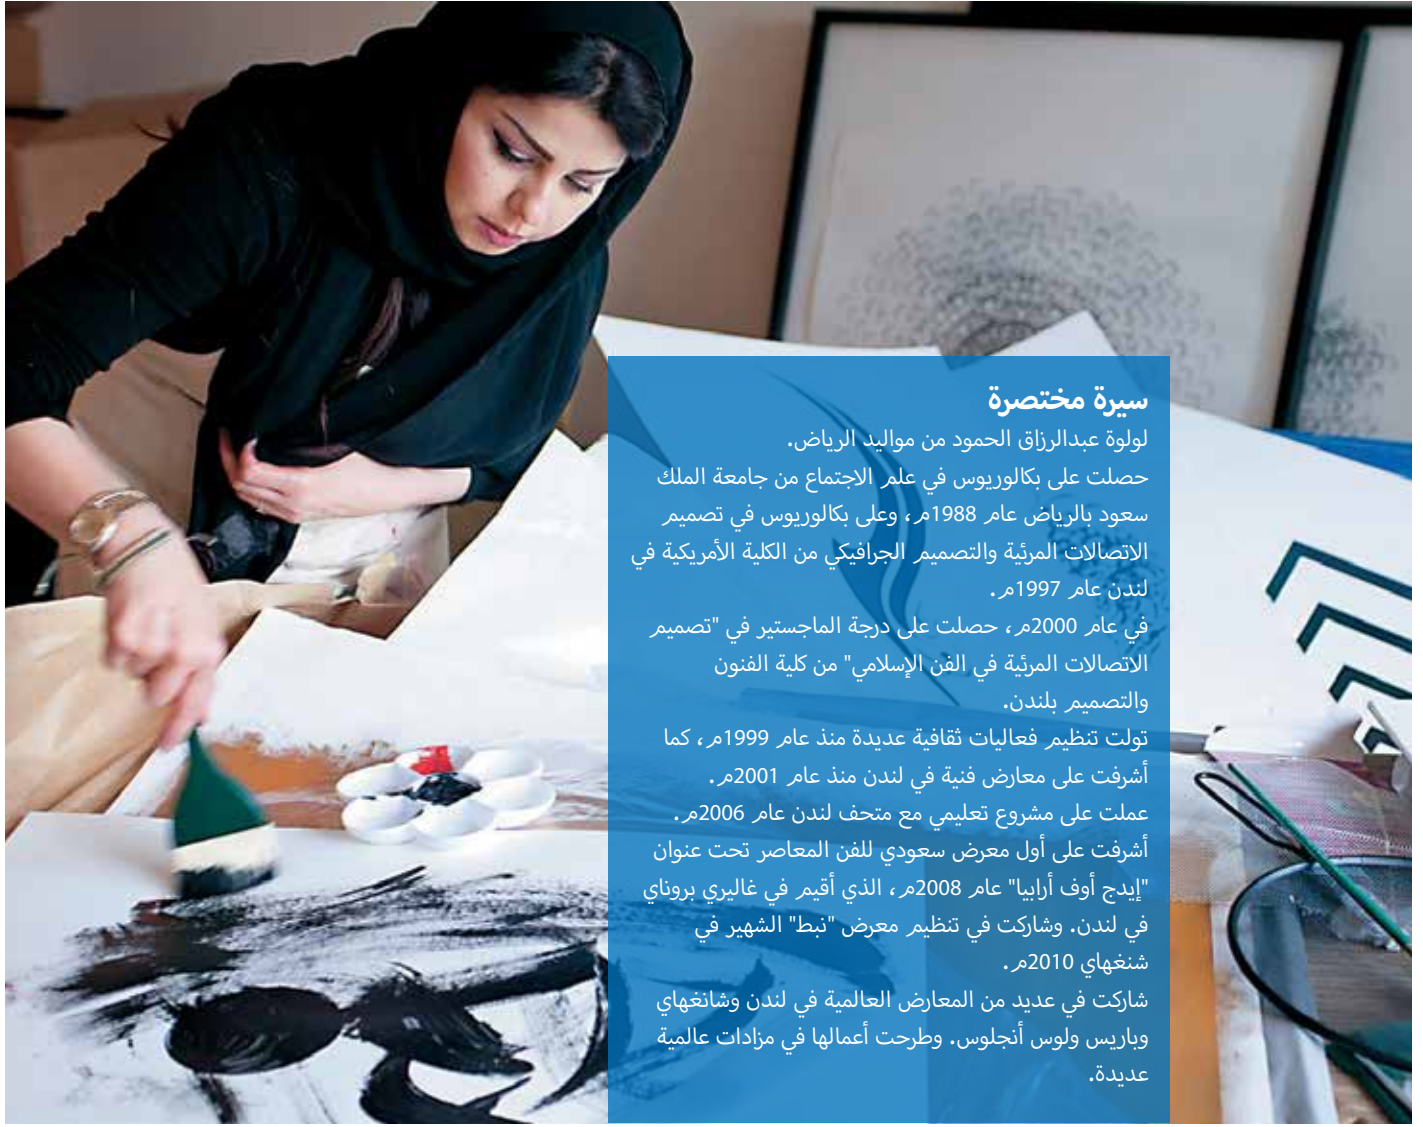 سيرة مختصرة
لولوة عبدالرزاق الحمود من مواليد الرياض.
حصلت على بكالوريوس في علم الاجتماع من جامعة الملك
سعود بالرياض عام 1988م، وعلى بكالوريوس في تصميم
الاتصالات المرئية والتصميم الجرافيكي من الكلية الأمريكية في
لندن عام 1997م.
في عام 2000م، حصلت على درجة الماجستير في "تصميم
الاتصالات المرئية في الفن الإسلامي" من كلية الفنون
والتصميم بلندن.
تولت تنظيم فعاليات ثقافية عديدة منذ عام 1999م، كما
أشرفت على معارض فنية في لندن منذ عام 2001م.
عملت على مشروع تعليمي مع متحف لندن عام 2006م.
أشرفت على أول معرض سعودي للفن المعاصر تحت عنوان
"إيدج أوف أرابيا" عام 2008م، الذي أقيم في غاليري بروناي
في لندن. وشاركت في تنظيم معرض "نبط" الشهير في
شنغهاي 2010م.
شاركت في عديد من المعارض العالمية في لندن وشانغهاي
وباريس ولوس أنجلوس. وطرحت أعمالها في مزادات عالمية
عديدة.